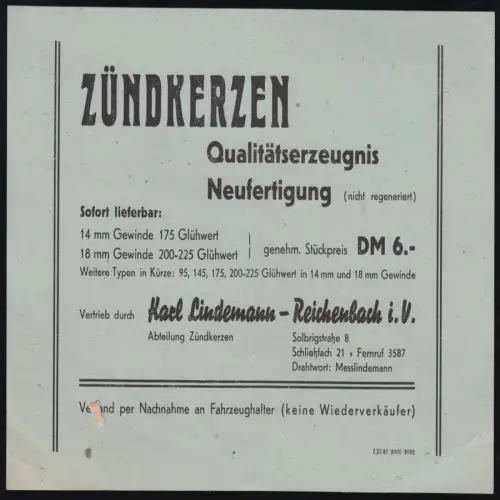 ZÜNDKERZEN
Qualitätserzeugnis
Neufertigung (nicht regeneriert)
Sofort lieferbar:
14 mm Gewinde 175 Glühwert
18 mm Gewinde 200-225 Glühwert
genehm. Stückpreis DM 6.-
Weitere Typen in Kürze: 95, 145, 175, 200-225 Glühwert in 14 mm und 18 mm Gewinde
Vertrieb durch Karl Lindemann - Reichenbach i. V.
Abteilung Zündkerzen
Solbrigstraße 8
Schließfach 21 • Fernruf 3587
Drahtwort: Messlindemann
Ve and per Nachnahme an Fahrzeughalter (keine Wiederverkäufer)